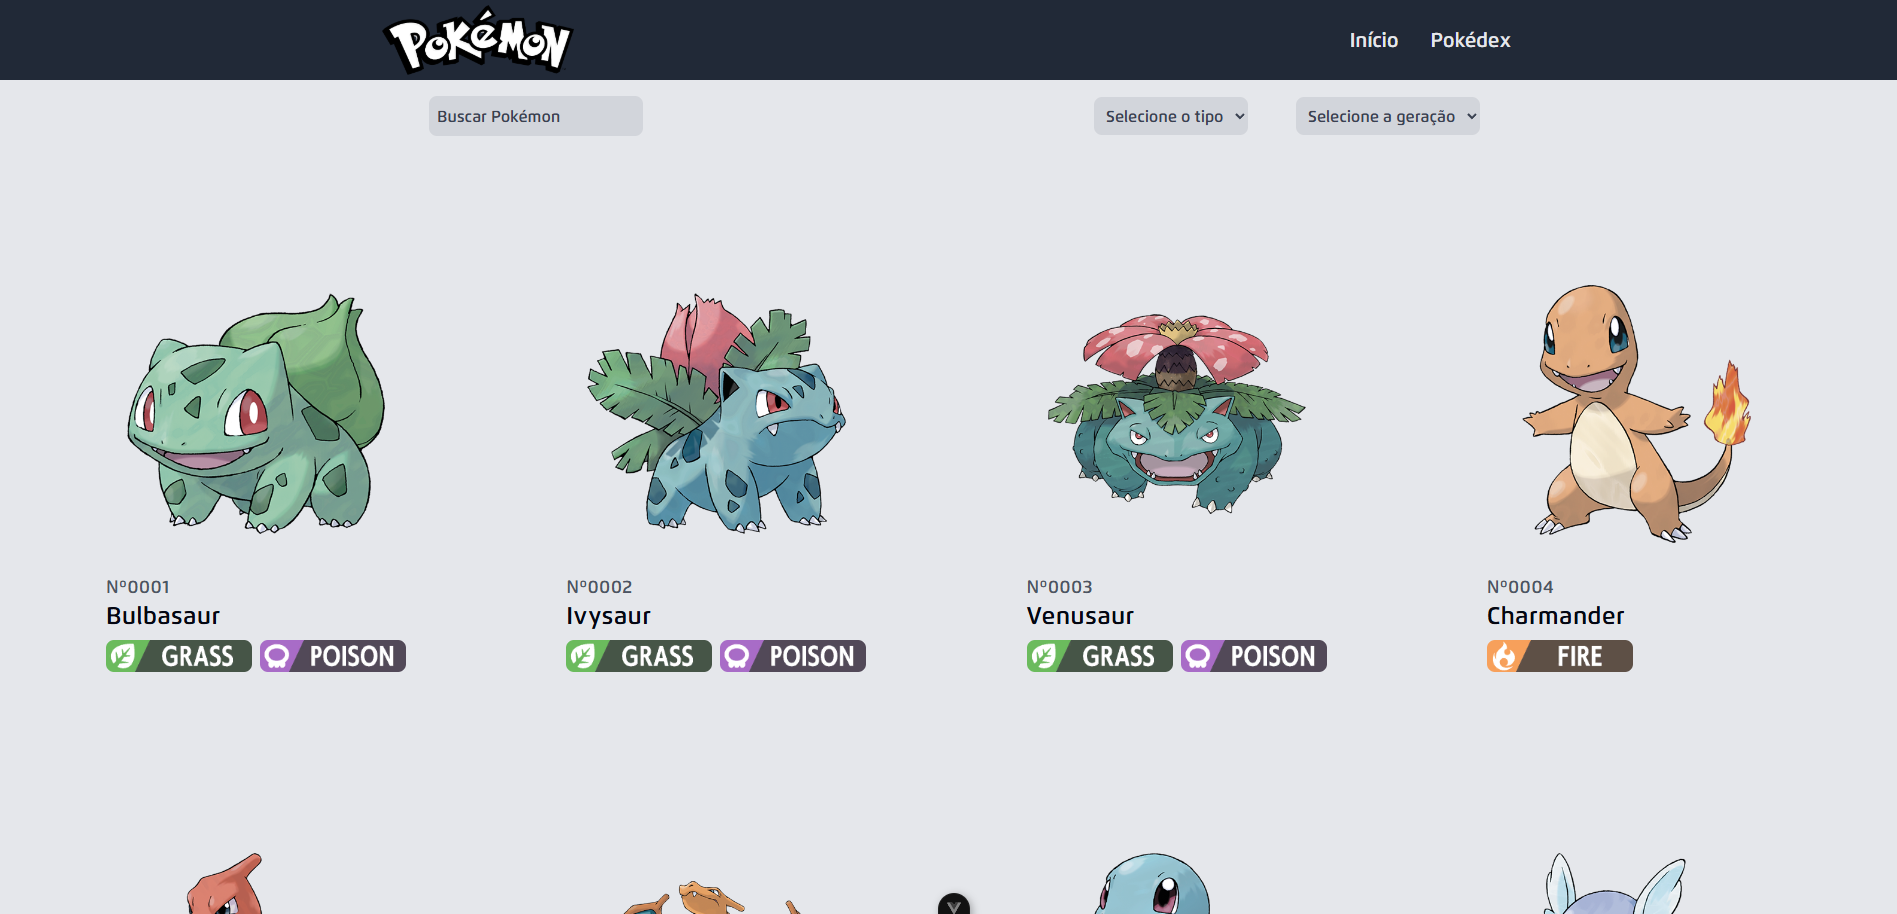 Pokémon
Início Pokédex
Buscar Pokémon
Selecione o tipo
Selecione a geração
Nº0001
Bulbasaur
GRASS POISON
Nº0002
Ivysaur
GRASS POISON
Nº0003
Venusaur
GRASS POISON
Nº0004
Charmander
FIRE